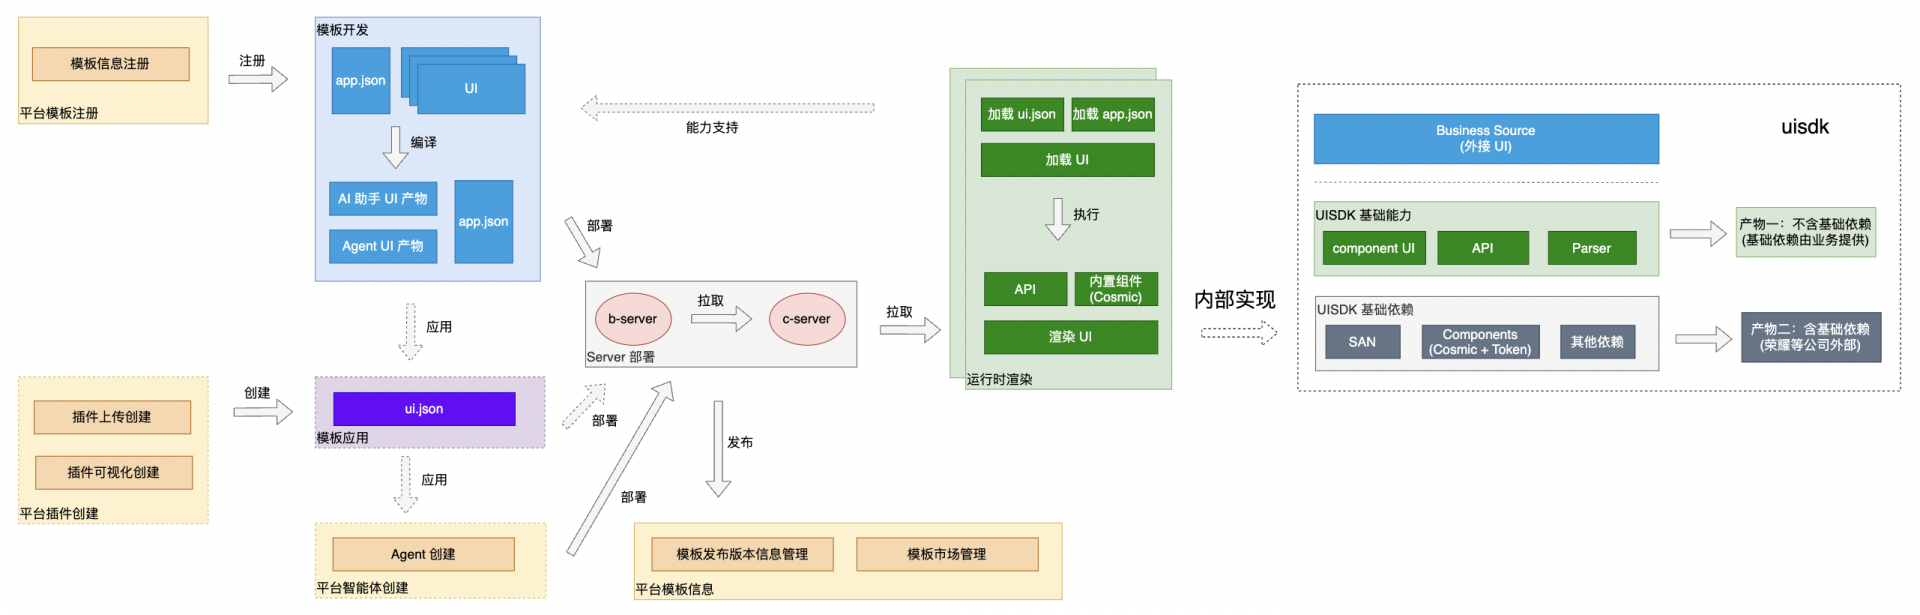 模板信息注册
平台模板注册
注册
模板开发
app.json
UI
编译
AI 助手 UI 产物
Agent UI 产物
app.json
应用
插件上传创建
插件可视化创建
平台插件创建
创建
ui.json
模板应用
应用
Agent 创建
平台智能体创建
部署
部署
部署
b-server
拉取
c-server
Server 部署
发布
模板发布版本信息管理
模板市场管理
平台模板信息
能力支持
拉取
加载 ui.json
加载 app.json
加载 UI
执行
API
内置组件
(Cosmic)
渲染 UI
运行时渲染
内部实现
Business Source
(外接 UI)
uisdk
UISDK 基础能力
component UI
API
Parser
产物一：不含基础依赖
(基础依赖由业务提供)
UISDK 基础依赖
SAN
Components
(Cosmic + Token)
其他依赖
产物二：含基础依赖
(荣耀等公司外部)